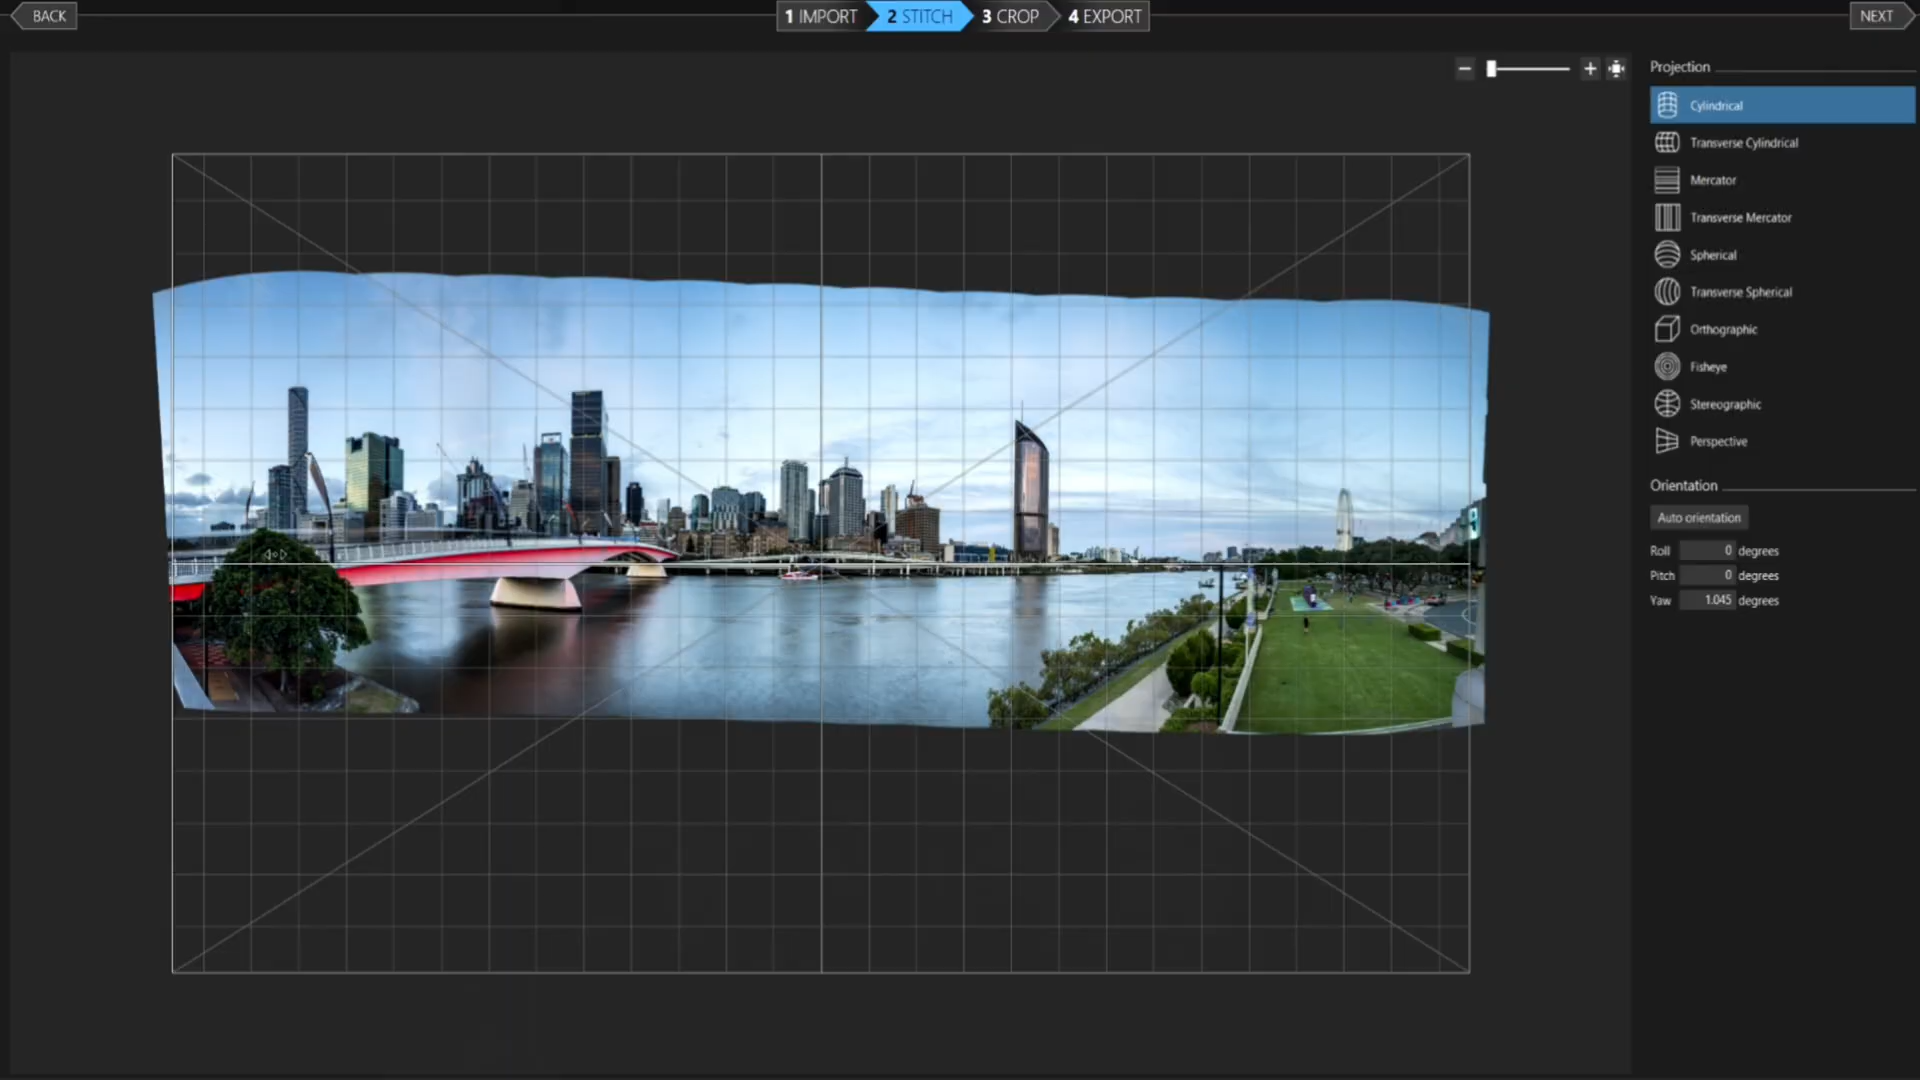 BACK
1 IMPORT
2 STITCH
3 CROP
4 EXPORT
NEXT
Projection
Cylindrical
Transverse Cylindrical
Mercator
Transverse Mercator
Spherical
Transverse Spherical
Orthographic
Fisheye
Stereographic
Perspective
Orientation
Auto orientation
Roll 0 degrees
Pitch 0 degrees
Yaw 1.045 degrees